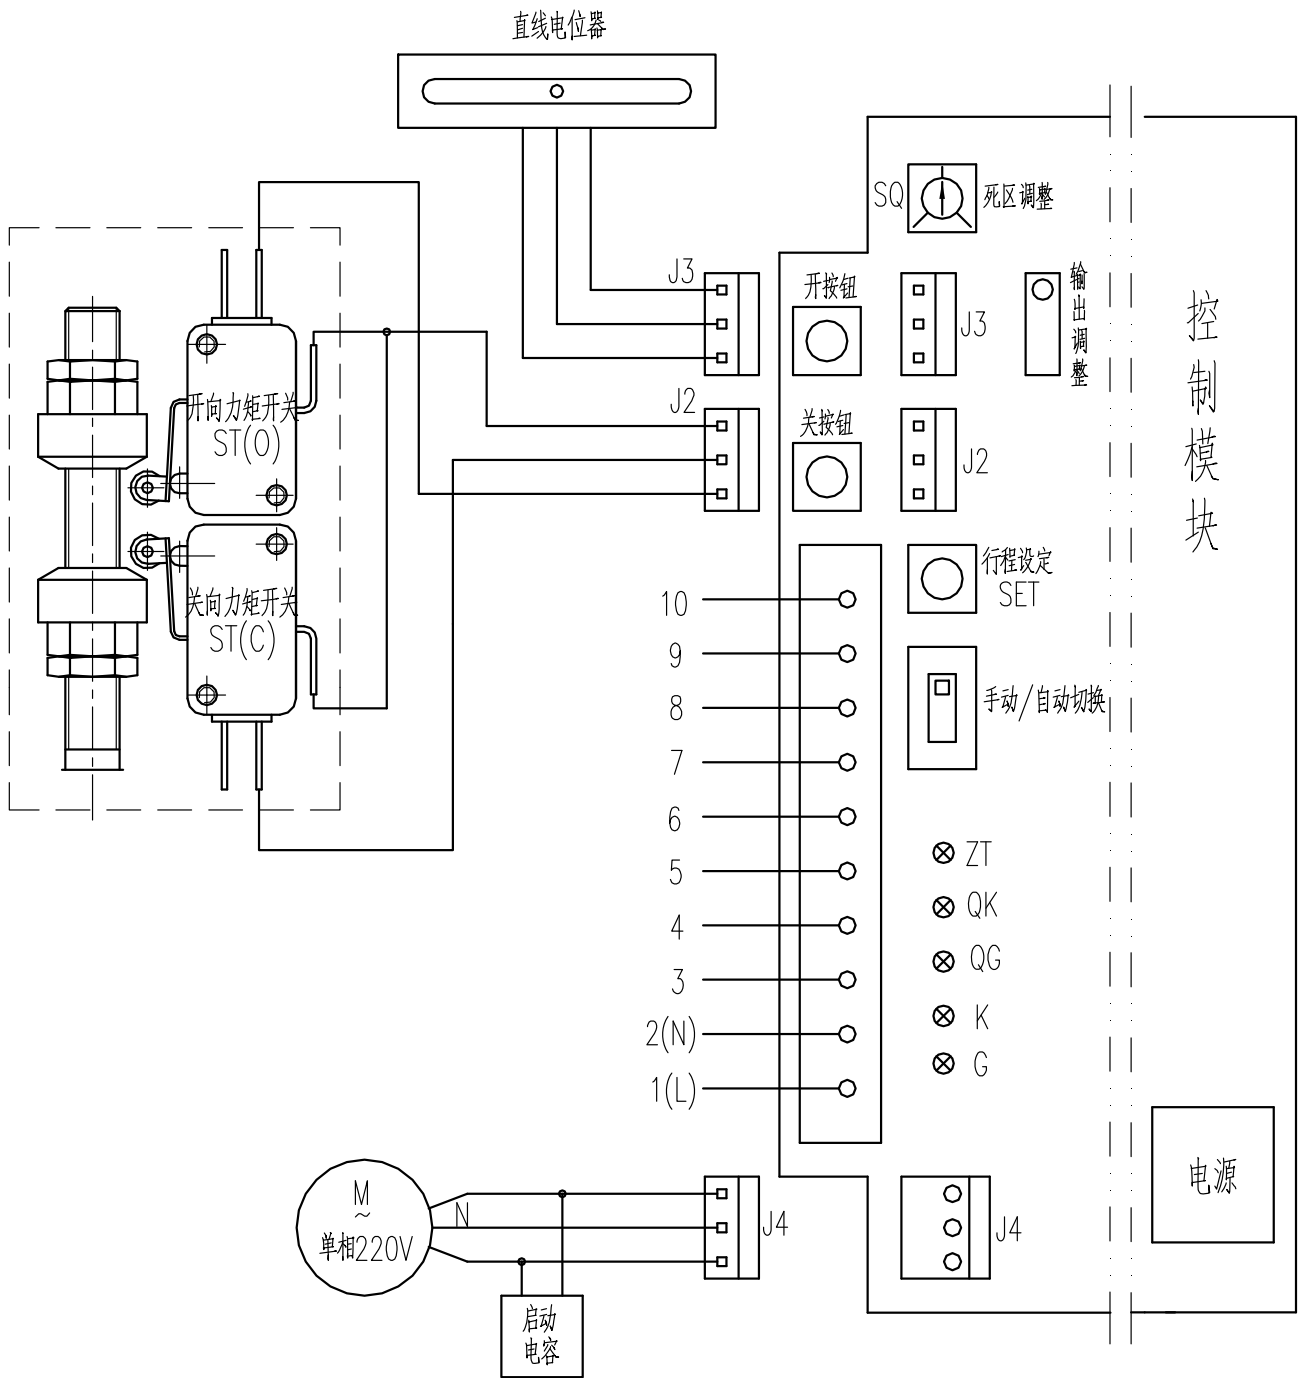 直线电位器
SQ
死区调整
J3
开按钮
J3
输出调整
控制模块
J2
关按钮
J2
开向力矩开关
ST(O)
关向力矩开关
ST(C)
行程设定
SET
手动/自动切换
10
9
8
7
6
5
4
3
2(N)
1(L)
ZT
QK
QG
K
G
电源
M
~
N
单相220V
J4
J4
启动
电容